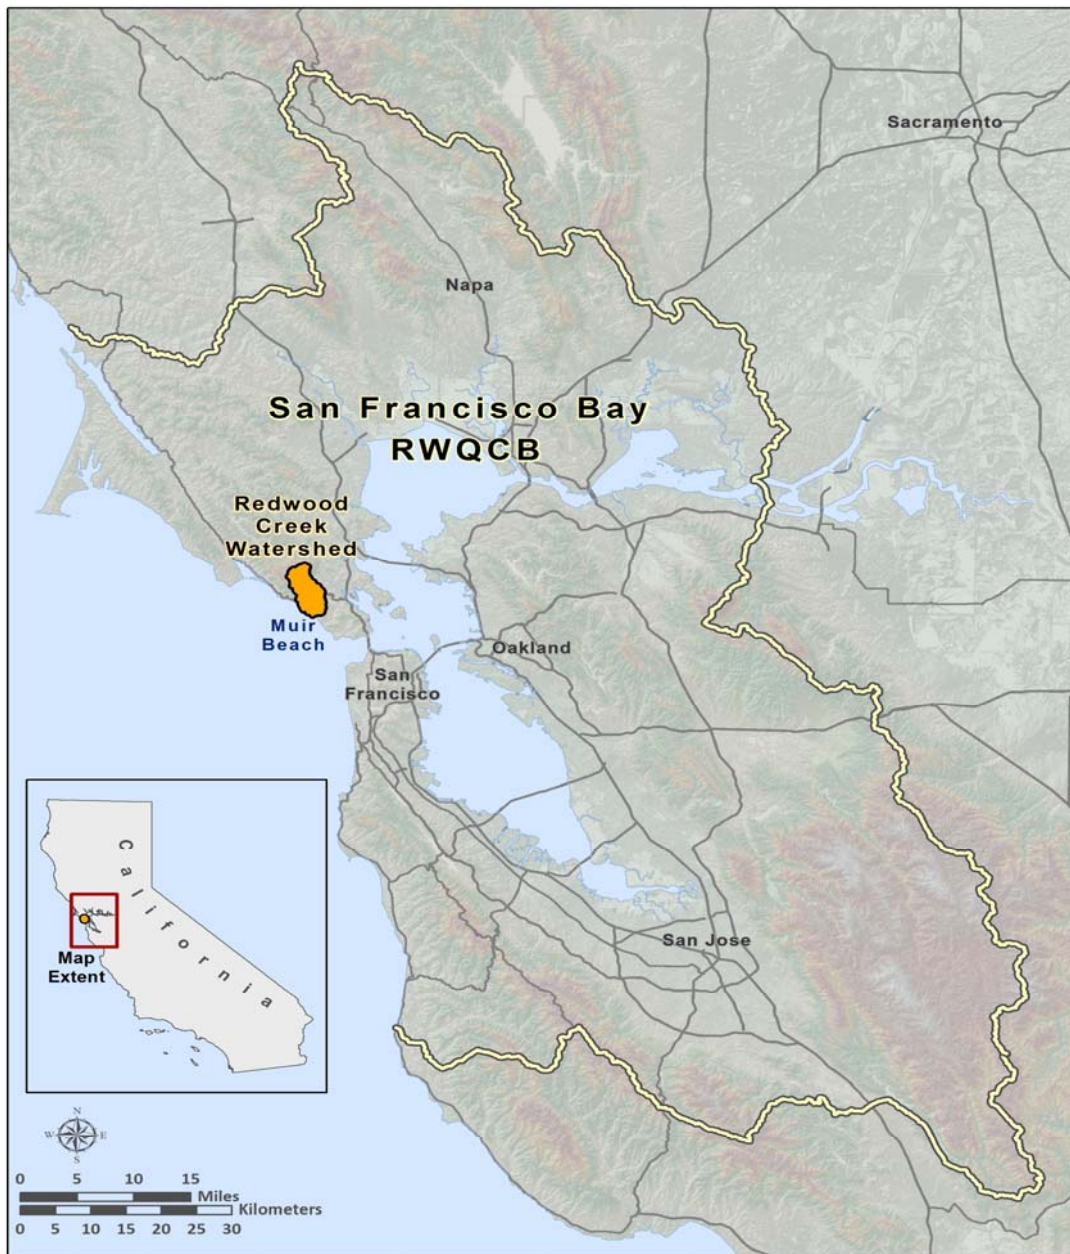 Sacramento
Napa
San Francisco Bay
RWQCB
Redwood
Creek
Watershed
Muir
Beach
Oakland
San
Francisco
San Jose
California
Map
Extent
N
W E
S
0 5 10 15
Miles
Kilometers
0 5 10 15 20 25 30